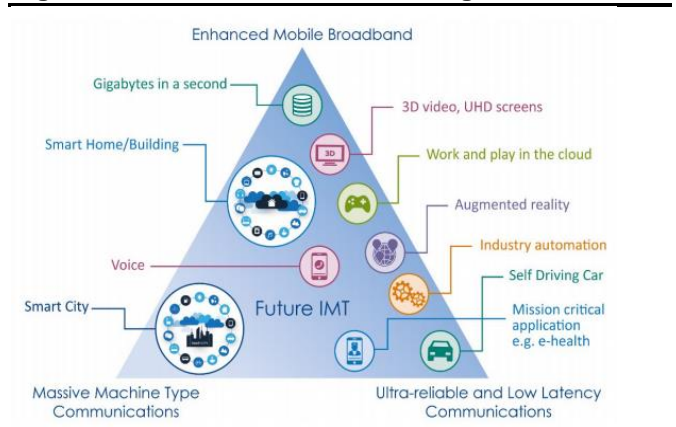 Enhanced Mobile Broadband
Gigabytes in a second
3D video, UHD screens
3D
Smart Home/Building
Work and play in the cloud
Augmented reality
Industry automation
Voice
Self Driving Car
Smart City
Future IMT
Mission critical
application
e.g. e-health
Massive Machine Type
Communications
Ultra-reliable and Low Latency
Communications